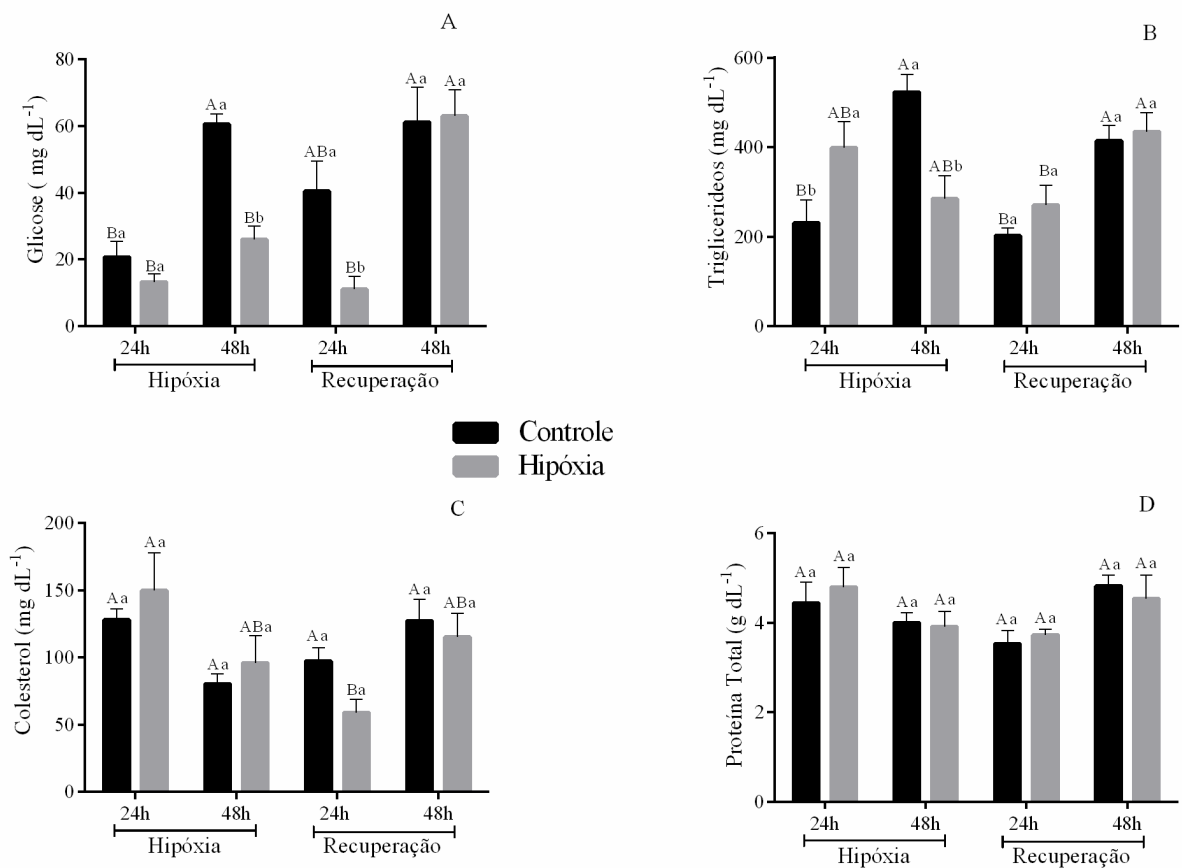 A
Glicose ( mg dL⁻¹)
80
60
40
20
0
Ba
Ba
Aa
Bb
ABa
Bb
Aa
Aa
24h
48h
24h
48h
Hipóxia
Recuperação
B
Triglicerideos (mg dL⁻¹)
600
400
200
0
Bb
ABa
Aa
ABb
Ba
Ba
Aa
Aa
24h
48h
24h
48h
Hipóxia
Recuperação
Controle
Hipóxia
C
Colesterol (mg dL⁻¹)
200
150
100
50
0
Aa
Aa
Aa
ABa
Aa
Ba
Aa
ABa
24h
48h
24h
48h
Hipóxia
Recuperação
D
Proteína Total (g dL⁻¹)
6
4
2
0
Aa
Aa
Aa
Aa
Aa
Aa
Aa
Aa
24h
48h
24h
48h
Hipóxia
Recuperação